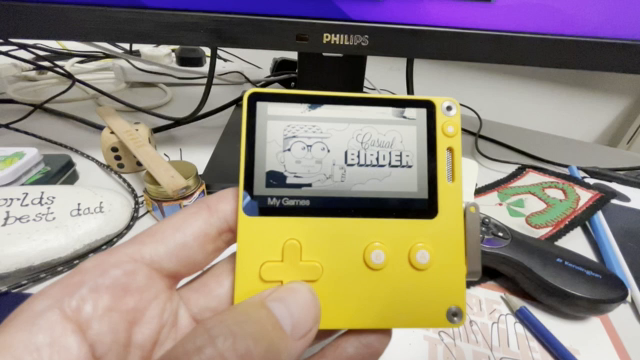 PHILIPS
Casual
BIRDER
My Games
orlds
best dad
Kensington